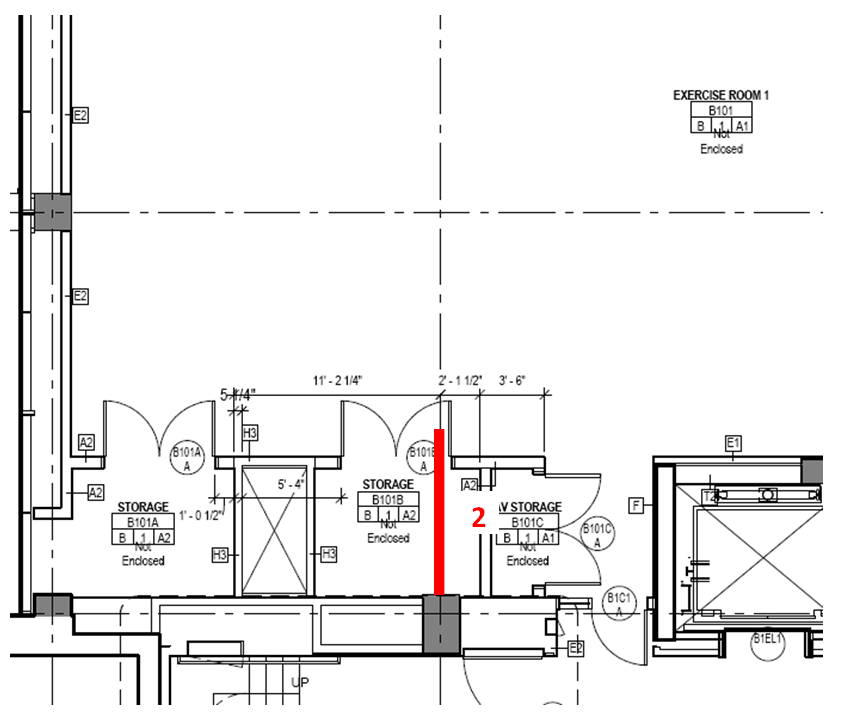 EXERCISE ROOM 1
B101
B 1 A1
Not
Enclosed
E2
E2
11' - 2 1/4"
2' - 1 1/2"
3' - 6"
5 1/4"
H3
A2
B101A
A
E1
A2
5' - 4"
STORAGE
B101B
B 1 A2
Not
Enclosed
A2
T2
STORAGE
B101A
B 1 A2
Not
Enclosed
1' - 0 1/2"
2
AV STORAGE
B101C
B 1 A1
Not
Enclosed
F
B101C
A
H3
H3
B1C1
A
B1EL1
E2
UP